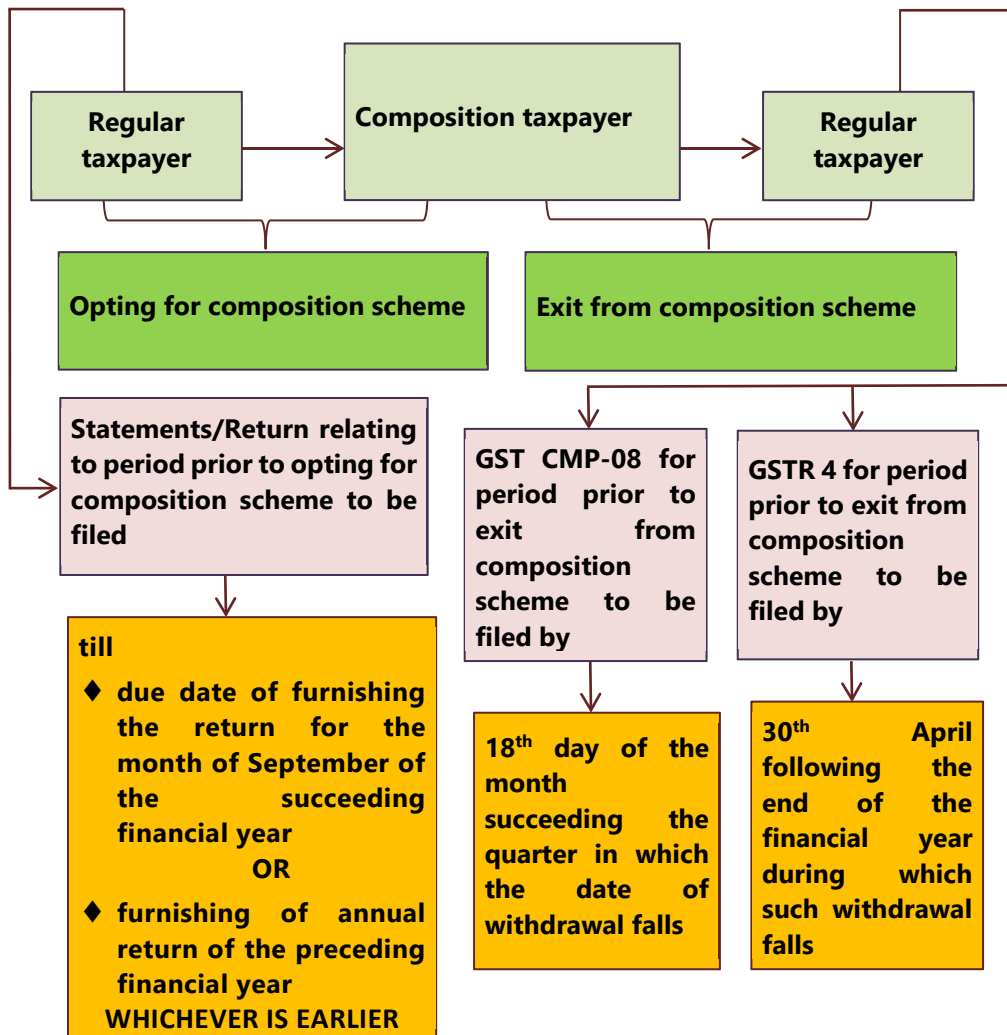 Regular
taxpayer
Composition taxpayer
Regular
taxpayer
Opting for composition scheme
Exit from composition scheme
Statements/Return relating
to period prior to opting for
composition scheme to be
filed
GST CMP-08 for
period prior to
exit from
composition
scheme to be
filed by
GSTR 4 for period
prior to exit from
composition
scheme to be
filed by
till
♦ due date of furnishing
the return for the
month of September of
the succeeding
financial year
OR
♦ furnishing of annual
return of the preceding
financial year
WHICHEVER IS EARLIER
18th day of the
month
succeeding the
quarter in which
the date of
withdrawal falls
30th April
following the
end of the
financial year
during which
such withdrawal
falls